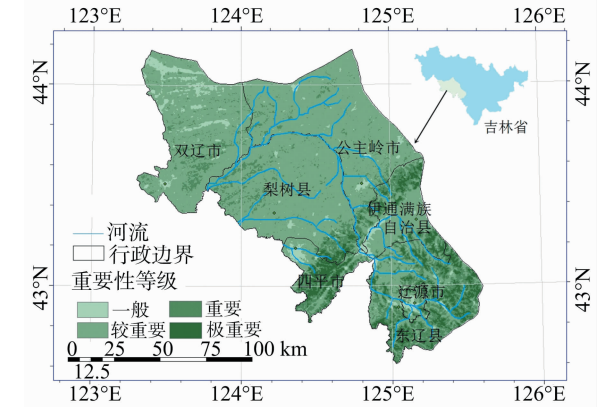 123°E 124°E 125°E 126°E
44°N
44°N
吉林省
双辽市
公主岭市
梨树县
伊通满族
自治县
河流
行政边界
四平市
重要性等级
辽源市
43°N
43°N
一般 重要
较重要 极重要
东辽县
0 25 50 75 100 km
12.5
123°E 124°E 125°E 126°E